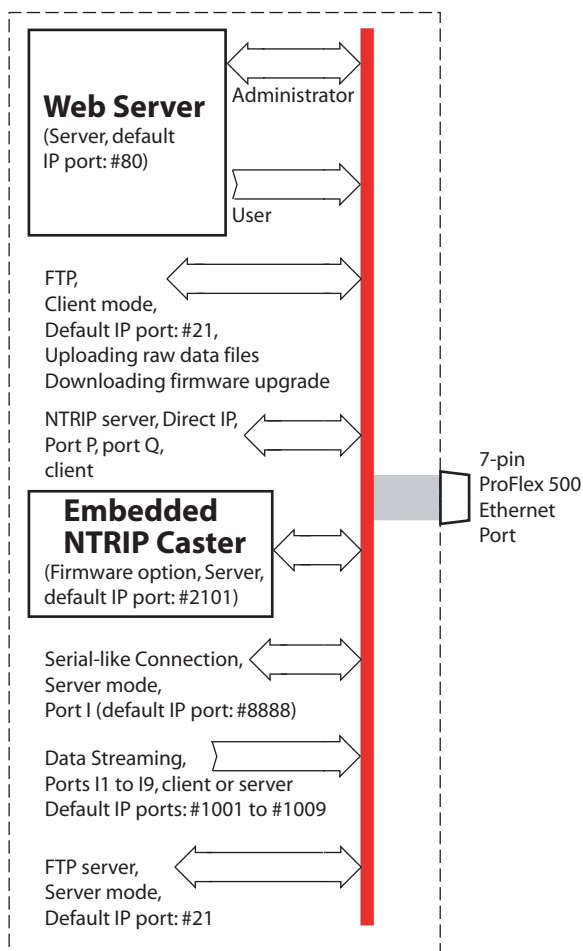 Web Server
(Server, default
IP port: #80)
Administrator
User
FTP,
Client mode,
Default IP port: #21,
Uploading raw data files
Downloading firmware upgrade
NTRIP server, Direct IP,
Port P, port Q,
client
7-pin
ProFlex 500
Ethernet
Port
Embedded
NTRIP Caster
(Firmware option, Server,
default IP port: #2101)
Serial-like Connection,
Server mode,
Port I (default IP port: #8888)
Data Streaming,
Ports I1 to I9, client or server
Default IP ports: #1001 to #1009
FTP server,
Server mode,
Default IP port: #21